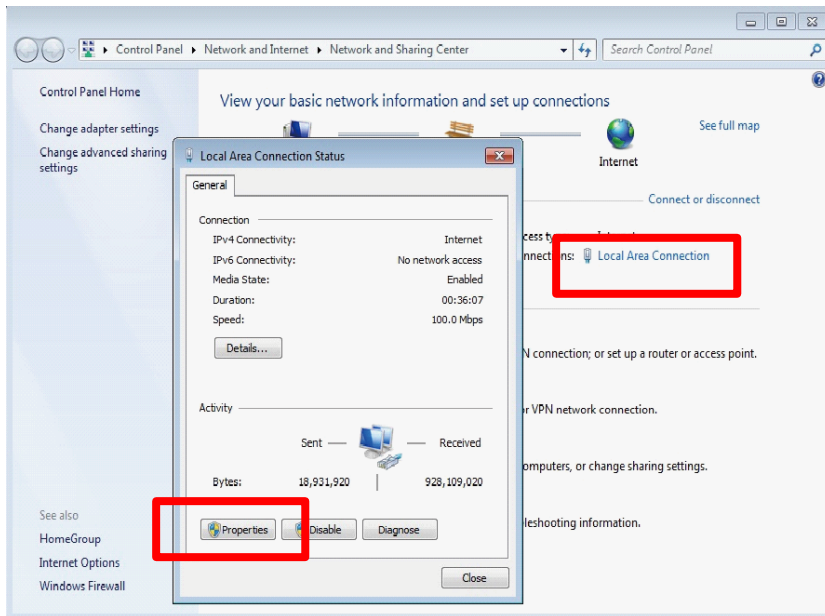 Control Panel ▸ Network and Internet ▸ Network and Sharing Center
Search Control Panel
Control Panel Home
Change adapter settings
Change advanced sharing
settings
View your basic network information and set up connections
See full map
Internet
Connect or disconnect
Local Area Connection
N connection; or set up a router or access point.
or VPN network connection.
omputers, or change sharing settings.
leshooting information.
See also
HomeGroup
Internet Options
Windows Firewall
Local Area Connection Status
General
Connection
IPv4 Connectivity: Internet
IPv6 Connectivity: No network access
Media State: Enabled
Duration: 00:36:07
Speed: 100.0 Mbps
Details...
Activity
Sent Received
Bytes: 18,931,920 928,109,020
Properties Disable Diagnose
Close